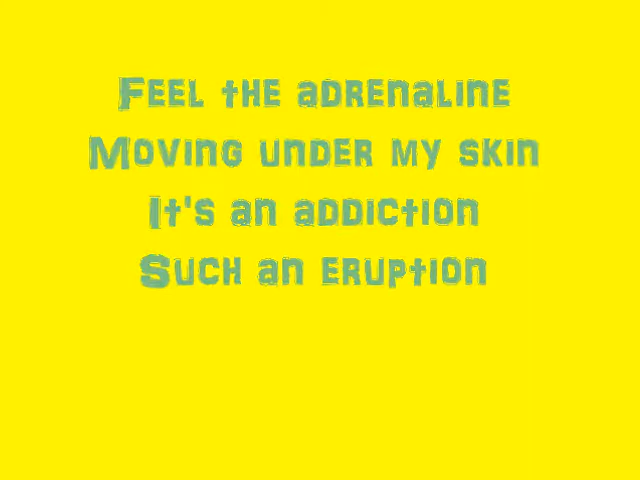 Feel the adrenaline
Moving under my skin
It's an addiction
Such an eruption